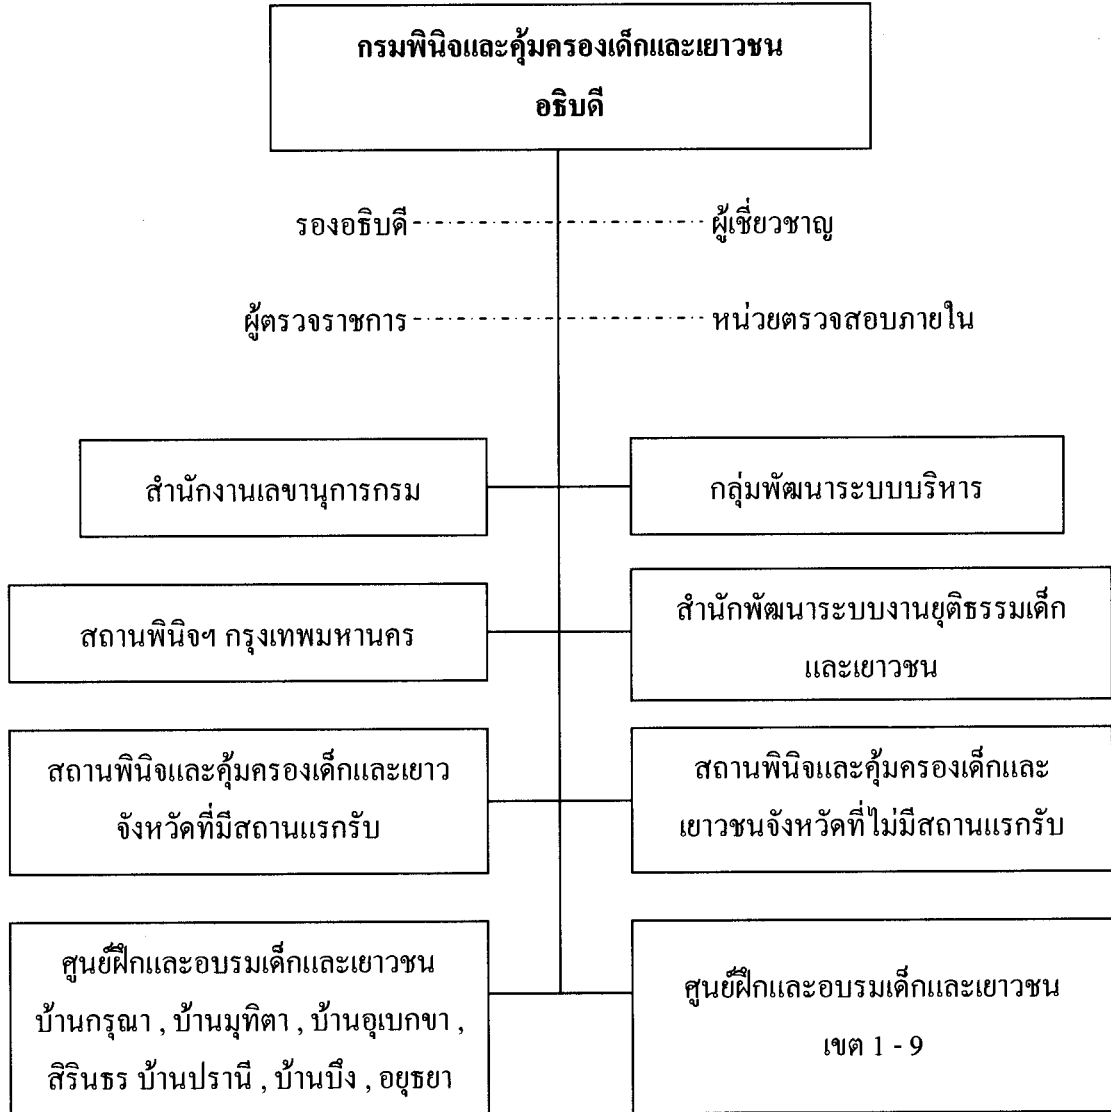 กรมพินิจและคุ้มครองเด็กและเยาวชน
อธิบดี
รองอธิบดี
ผู้เชี่ยวชาญ
ผู้ตรวจราชการ
หน่วยตรวจสอบภายใน
สำนักงานเลขานุการกรม
กลุ่มพัฒนาระบบบริหาร
สถานพินิจฯ กรุงเทพมหานคร
สำนักพัฒนาระบบงานยุติธรรมเด็ก
และเยาวชน
สถานพินิจและคุ้มครองเด็กและเยาว
จังหวัดที่มีสถานแรกรับ
สถานพินิจและคุ้มครองเด็กและ
เยาวชนจังหวัดที่ไม่มีสถานแรกรับ
ศูนย์ฝึกและอบรมเด็กและเยาวชน
บ้านกรุณา , บ้านมุทิตา , บ้านอุเบกขา ,
สิรินธร บ้านปรานี , บ้านบึง , อยุธยา
ศูนย์ฝึกและอบรมเด็กและเยาวชน
เขต 1 - 9